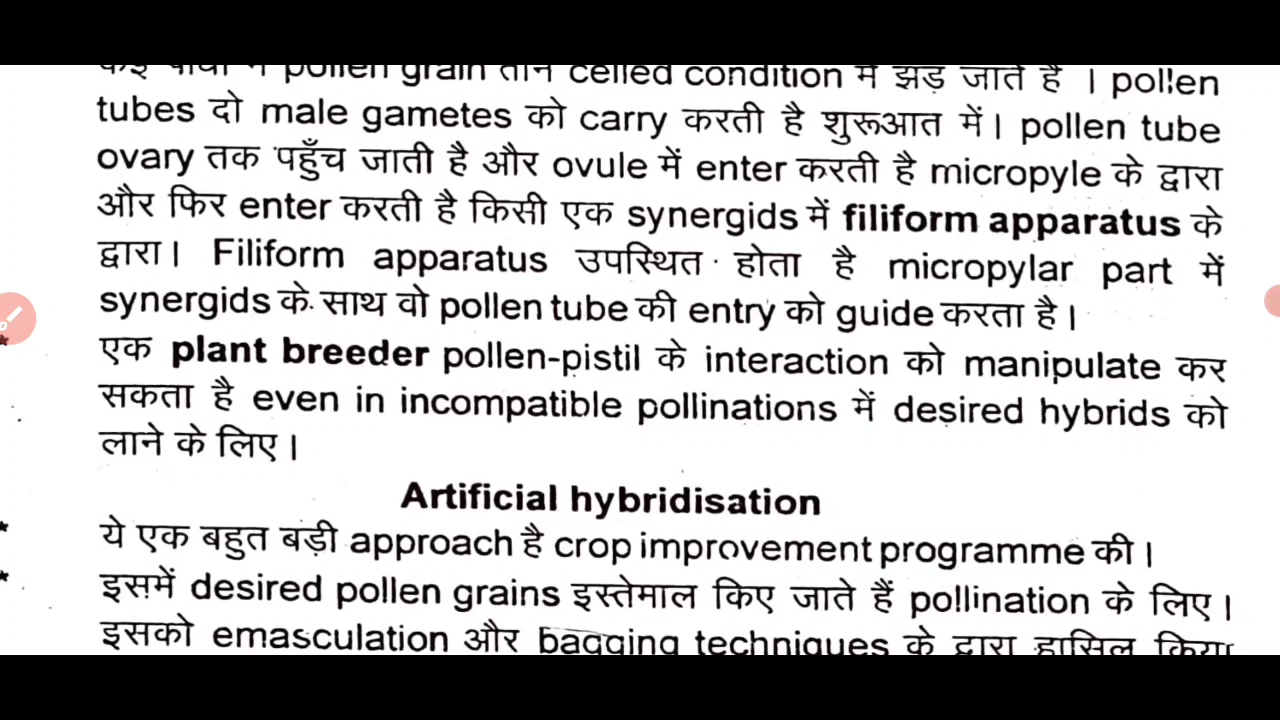 pollen grain तीन celled condition में झड़ जाते हैं । pollen
tubes दो male gametes को carry करती है शुरूआत में। pollen tube
ovary तक पहुँच जाती है और ovule में enter करती है micropyle के द्वारा
और फिर enter करती है किसी एक synergids में filiform apparatus के
द्वारा। Filiform apparatus उपस्थित होता है micropylar part में
synergids के साथ वो pollen tube की entry को guide करता है।
एक plant breeder pollen-pistil के interaction को manipulate कर
सकता है even in incompatible pollinations में desired hybrids को
लाने के लिए।
Artificial hybridisation
ये एक बहुत बड़ी approach है crop improvement programme की।
इसमें desired pollen grains इस्तेमाल किए जाते हैं pollination के लिए।
इसको emasculation और bagging techniques के द्वारा हासिल किया